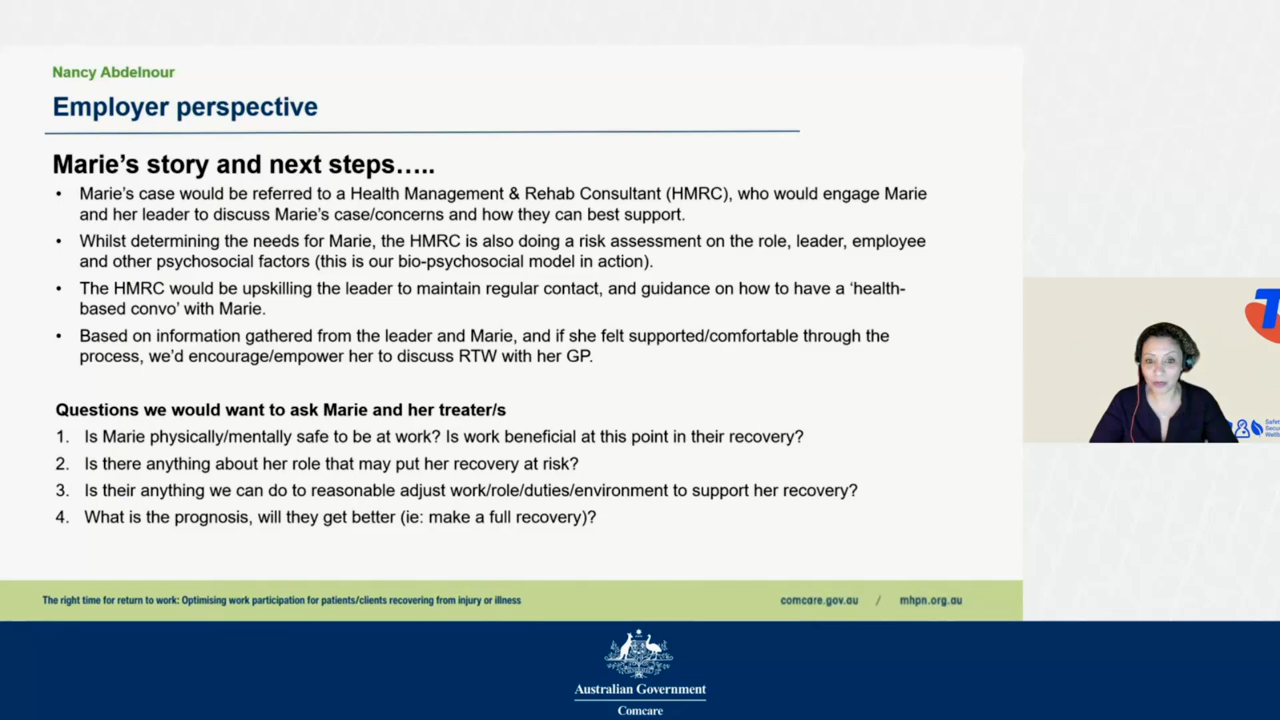 Nancy Abdelnour
Employer perspective
Marie's story and next steps…..
• Marie's case would be referred to a Health Management & Rehab Consultant (HMRC), who would engage Marie
and her leader to discuss Marie's case/concerns and how they can best support.
• Whilst determining the needs for Marie, the HMRC is also doing a risk assessment on the role, leader, employee
and other psychosocial factors (this is our bio-psychosocial model in action).
• The HMRC would be upskilling the leader to maintain regular contact, and guidance on how to have a 'health-
based convo' with Marie.
• Based on information gathered from the leader and Marie, and if she felt supported/comfortable through the
process, we'd encourage/empower her to discuss RTW with her GP.
Questions we would want to ask Marie and her treater/s
1. Is Marie physically/mentally safe to be at work? Is work beneficial at this point in their recovery?
2. Is there anything about her role that may put her recovery at risk?
3. Is their anything we can do to reasonable adjust work/role/duties/environment to support her recovery?
4. What is the prognosis, will they get better (ie: make a full recovery)?
The right time for return to work: Optimising work participation for patients/clients recovering from injury or illness
comcare.gov.au / mhpn.org.au
Australian Government
Comcare